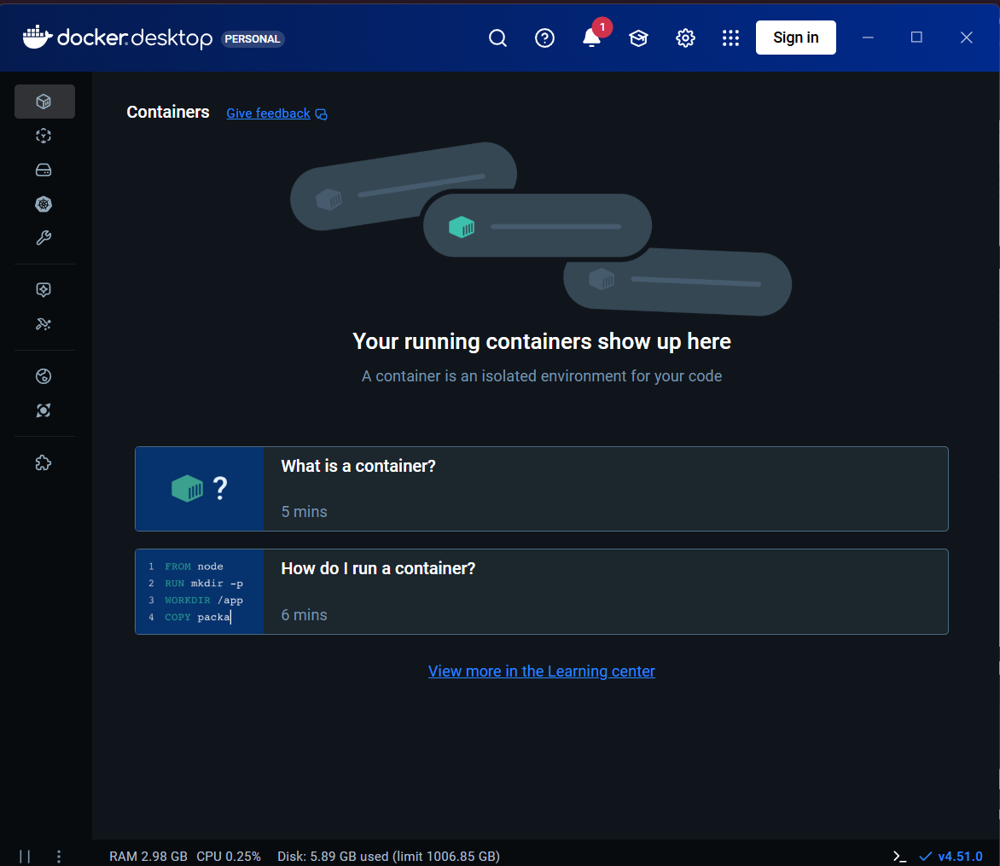 docker.desktop PERSONAL
1
Sign in
Containers Give feedback
Your running containers show up here
A container is an isolated environment for your code
?
What is a container?
5 mins
1 FROM node
2 RUN mkdir -p
3 WORKDIR /app
4 COPY packa
How do I run a container?
6 mins
View more in the Learning center
RAM 2.98 GB CPU 0.25% Disk: 5.89 GB used (limit 1006.85 GB)
v4.51.0